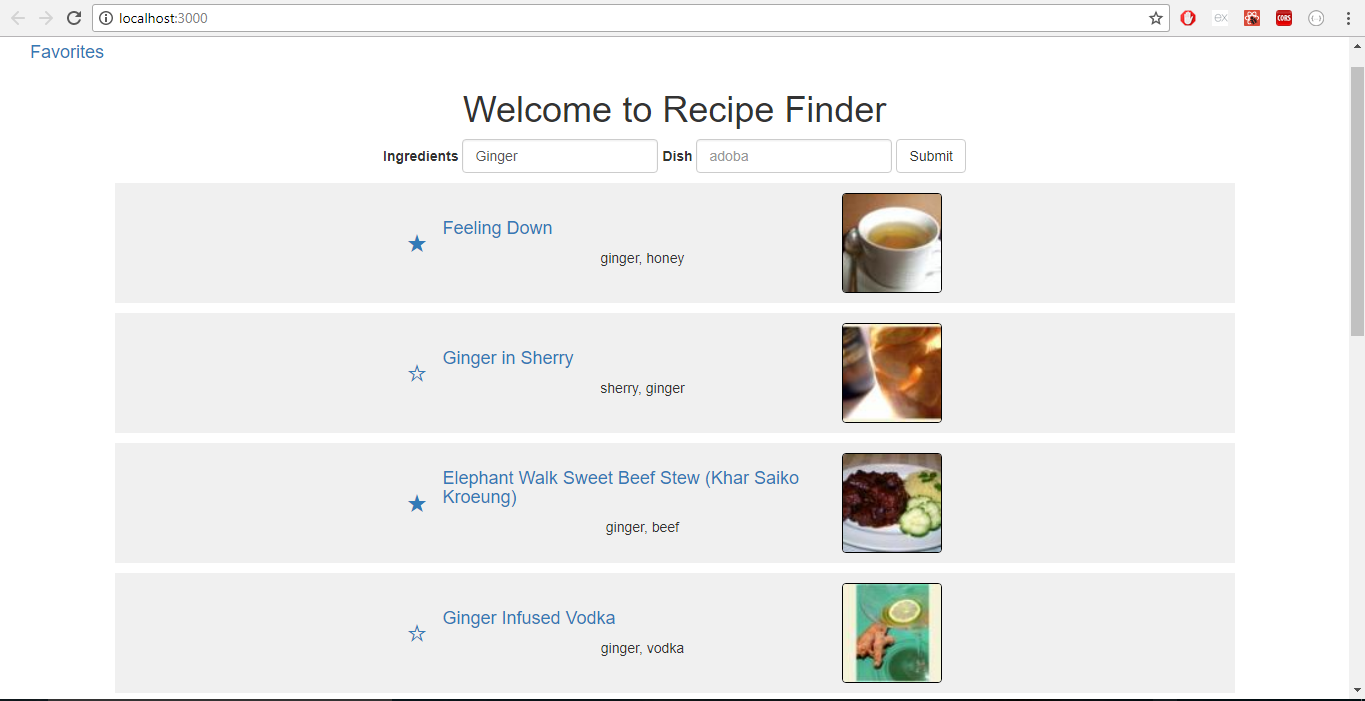 localhost:3000
eX
CORS
Favorites
Welcome to Recipe Finder
Ingredients Ginger Dish adoba Submit
Feeling Down
ginger, honey
Ginger in Sherry
sherry, ginger
Elephant Walk Sweet Beef Stew (Khar Saiko
Kroeung)
ginger, beef
Ginger Infused Vodka
ginger, vodka